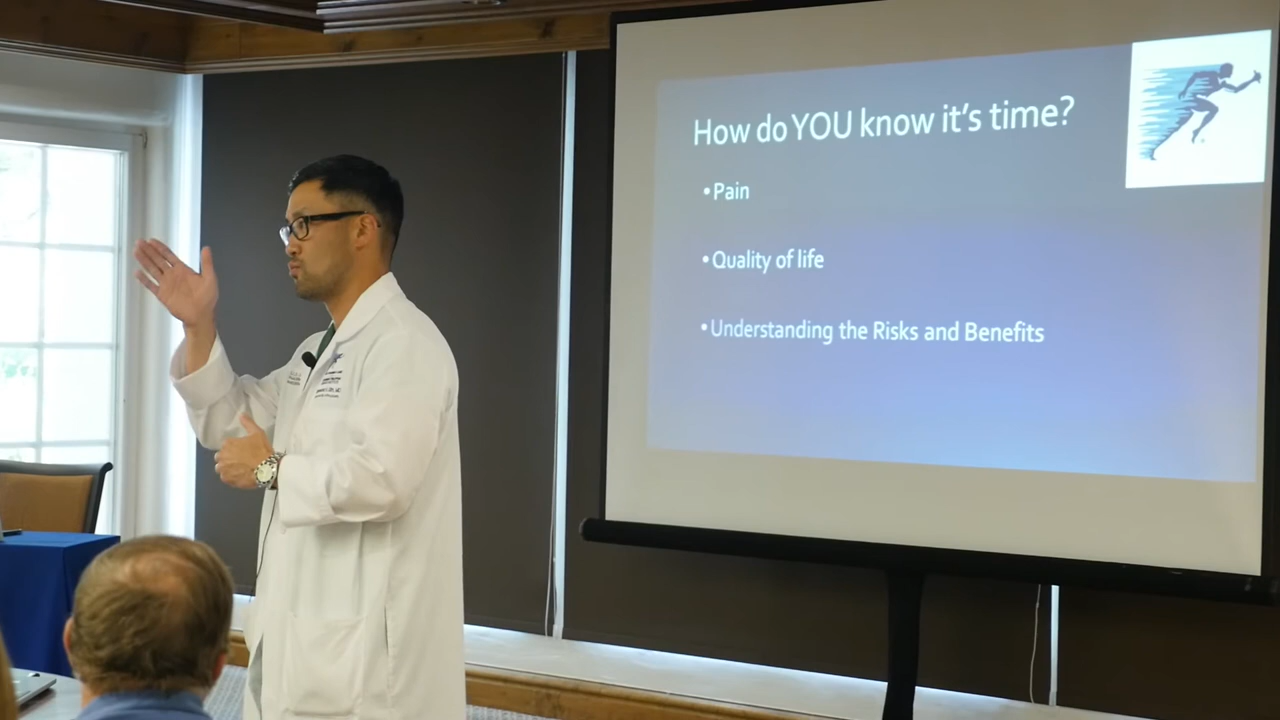 How do YOU know it's time?
• Pain
• Quality of life
• Understanding the Risks and Benefits